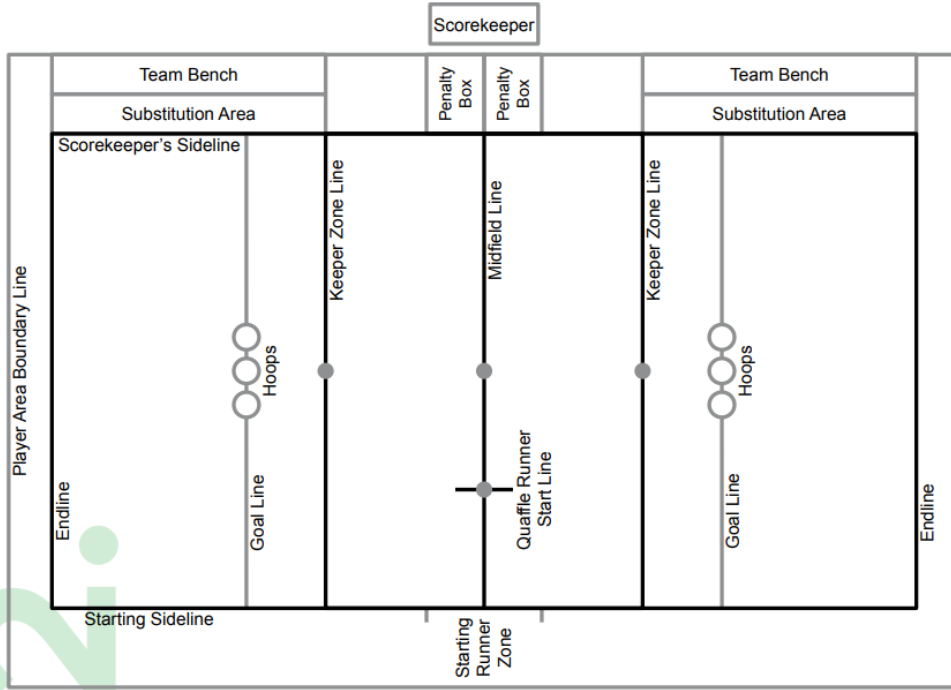 Scorekeeper
Team Bench
Penalty
Box
Penalty
Box
Team Bench
Substitution Area
Substitution Area
Scorekeeper's Sideline
Keeper Zone Line
Midfield Line
Keeper Zone Line
Player Area Boundary Line
Hoops
Hoops
Endline
Goal Line
Quaffle Runner
Start Line
Goal Line
Endline
Starting Sideline
Starting
Runner
Zone